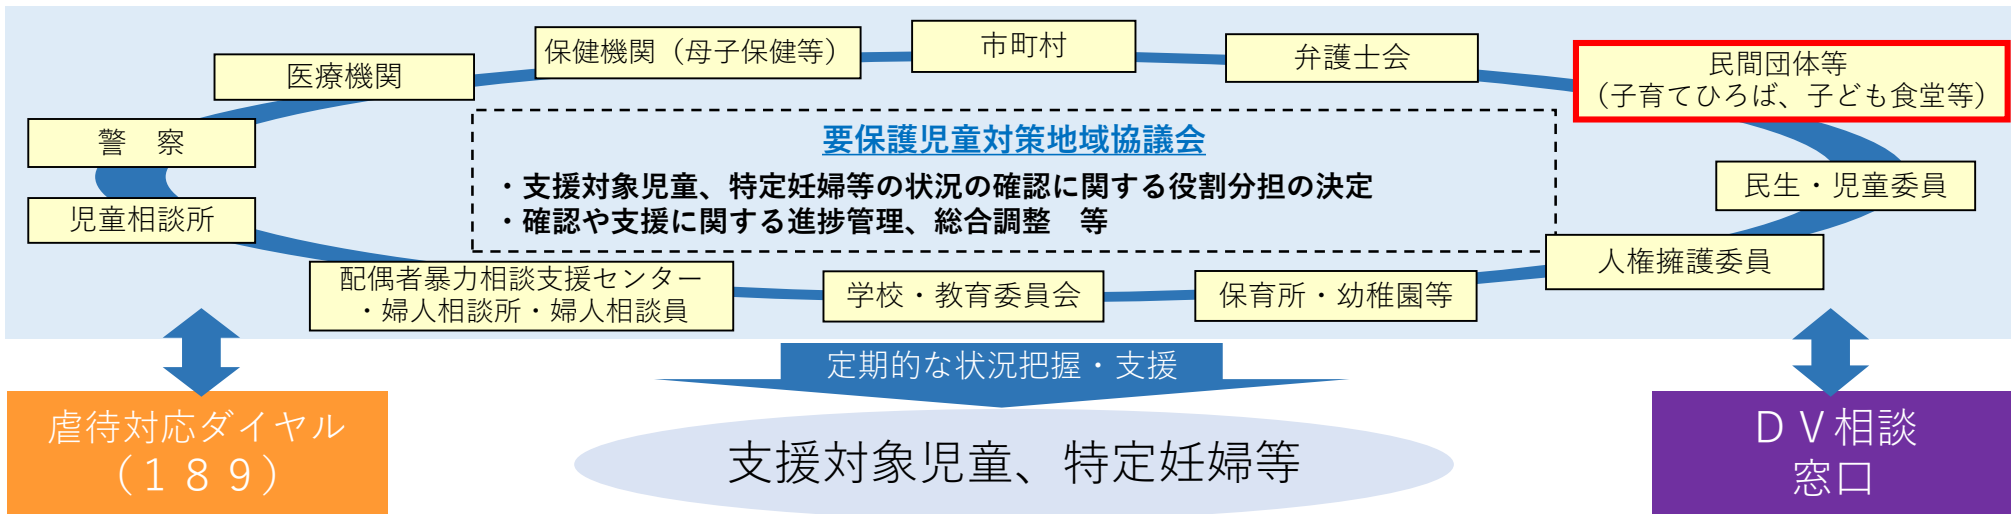 保健機関（母子保健等）
市町村
弁護士会
民間団体等
（子育てひろば、子ども食堂等）
医療機関
警　察
要保護児童対策地域協議会
・支援対象児童、特定妊婦等の状況の確認に関する役割分担の決定
・確認や支援に関する進捗管理、総合調整　等
民生・児童委員
児童相談所
人権擁護委員
配偶者暴力相談支援センター
・婦人相談所・婦人相談員
学校・教育委員会
保育所・幼稚園等
定期的な状況把握・支援
虐待対応ダイヤル
（１８９）
支援対象児童、特定妊婦等
ＤＶ相談
窓口